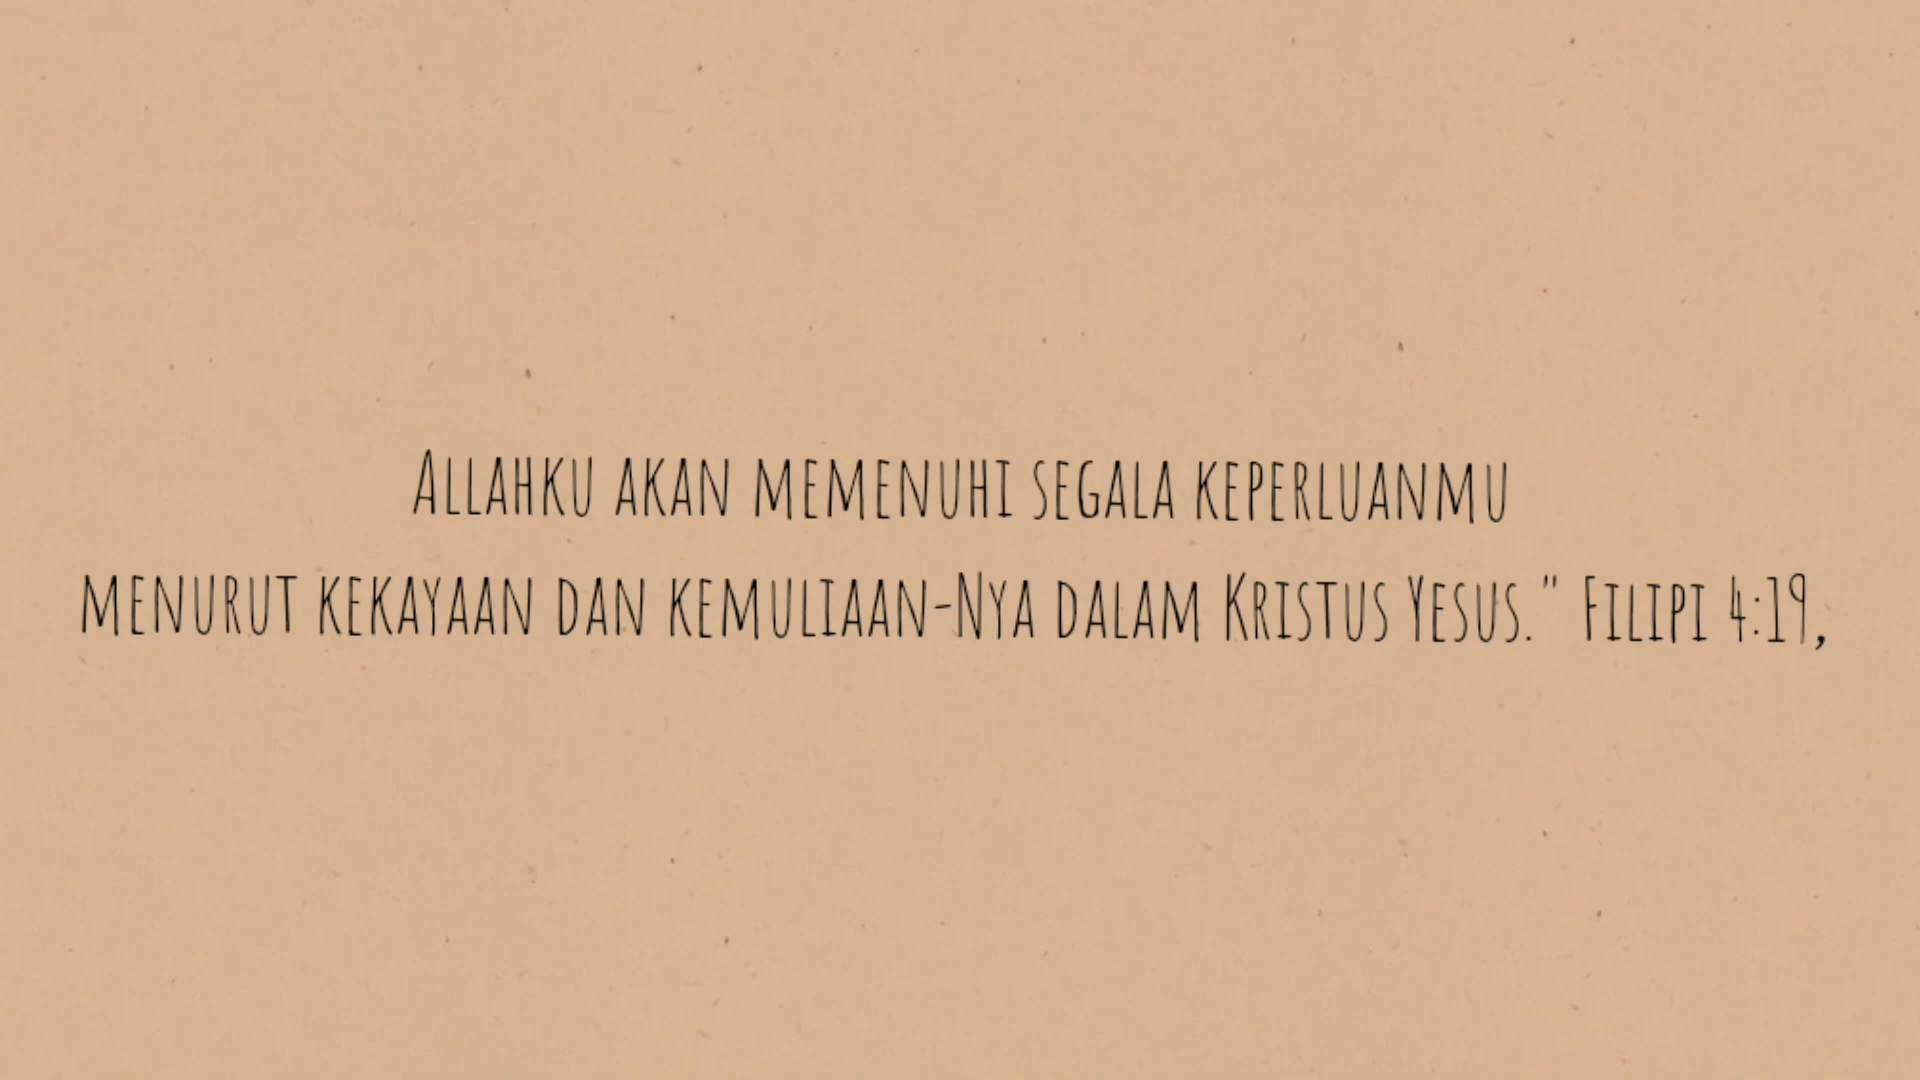 Allahku akan memenuhi segala keperluanmu
menurut kekayaan dan kemuliaan-Nya dalam Kristus Yesus." Filipi 4:19,